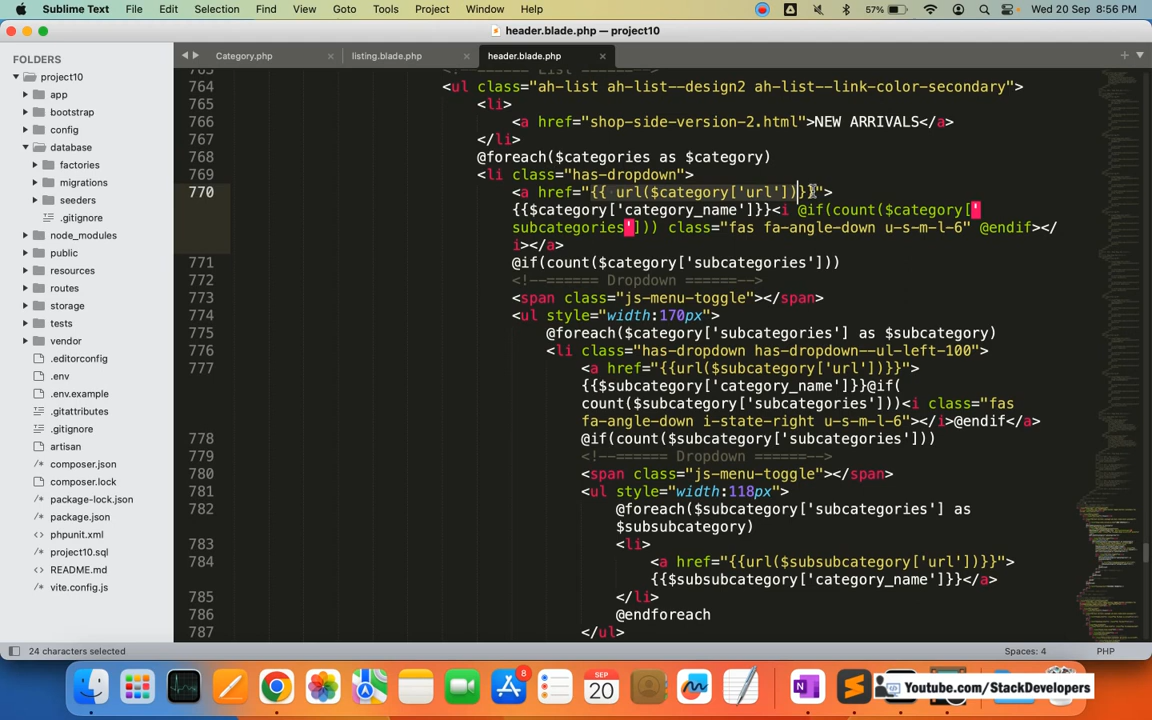 Sublime Text File Edit Selection Find View Goto Tools Project Window Help 57% Wed 20 Sep 8:56 PM
header.blade.php — project10
FOLDERS
project10
app
bootstrap
config
database
factories
migrations
seeders
.gitignore
node_modules
public
resources
routes
storage
tests
vendor
.editorconfig
.env
.env.example
.gitattributes
.gitignore
artisan
composer.json
composer.lock
package-lock.json
package.json
phpunit.xml
project10.sql
README.md
vite.config.js
Category.php listing.blade.php header.blade.php
764 <ul class="ah-list ah-list--design2 ah-list--link-color-secondary">
765 <li>
766 <a href="shop-side-version-2.html">NEW ARRIVALS</a>
767 </li>
768 @foreach($categories as $category)
769 <li class="has-dropdown">
770 <a href="{{ url($category['url'])}}">
{{$category['category_name']}}<i @if(count($category['
subcategories'])) class="fas fa-angle-down u-s-m-l-6" @endif></
i></a>
771 @if(count($category['subcategories']))
772 <!--====== Dropdown ======-->
773 <span class="js-menu-toggle"></span>
774 <ul style="width:170px">
775 @foreach($category['subcategories'] as $subcategory)
776 <li class="has-dropdown has-dropdown--ul-left-100">
777 <a href="{{url($subcategory['url'])}}">
{{$subcategory['category_name']}}@if(
count($subcategory['subcategories']))<i class="fas
fa-angle-down i-state-right u-s-m-l-6"></i>@endif</a>
778 @if(count($subcategory['subcategories']))
779 <!--====== Dropdown ======-->
780 <span class="js-menu-toggle"></span>
781 <ul style="width:118px">
782 @foreach($subcategory['subcategories'] as
$subsubcategory)
783 <li>
784 <a href="{{url($subsubcategory['url'])}}">
{{$subsubcategory['category_name']}}</a>
785 </li>
786 @endforeach
787 </ul>
24 characters selected Spaces: 4 PHP
SEP
20
8
Youtube.com/StackDevelopers